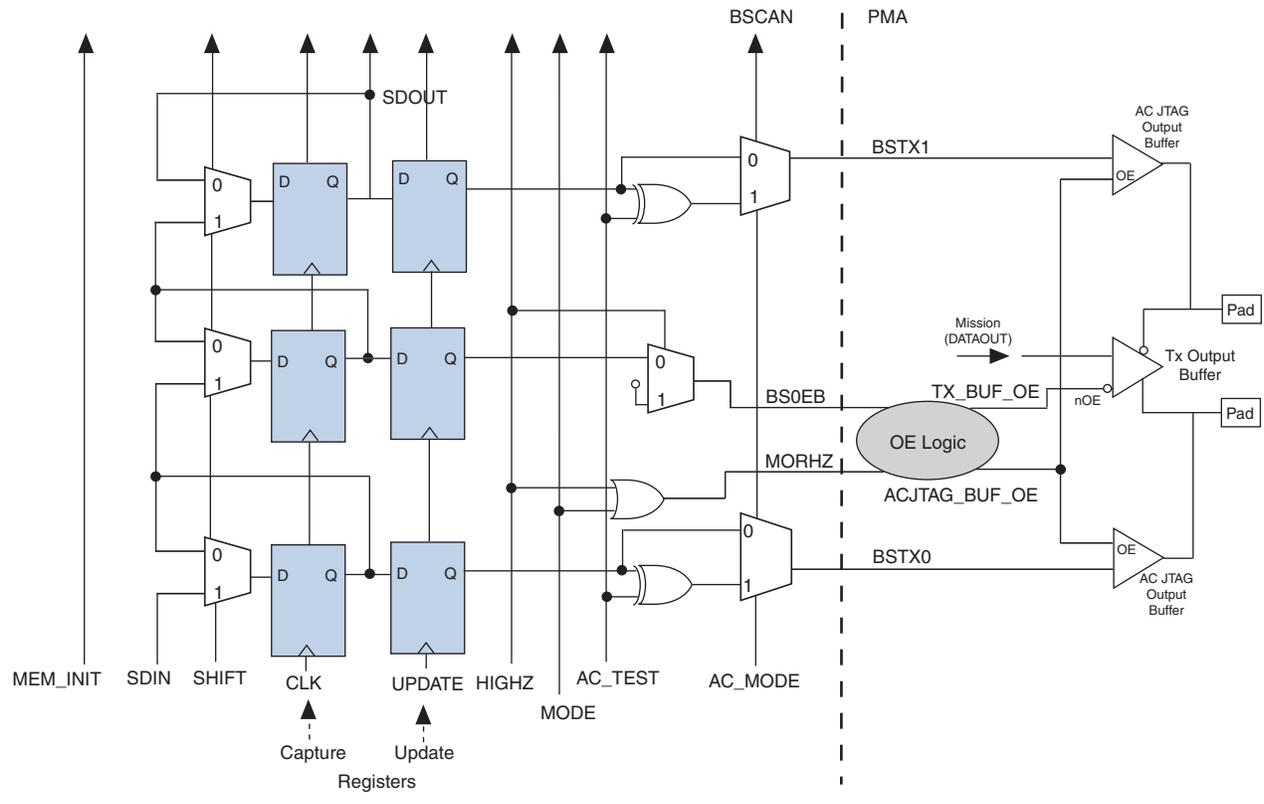 BSCAN
PMA
SDOUT
AC JTAG
Output
Buffer
BSTX1
OE
0
1
D
Q
D
Q
0
1
Pad
Mission
(DATAOUT)
0
1
D
Q
D
Q
0
1
Tx Output
Buffer
BS0EB
TX_BUF_OE
nOE
Pad
OE Logic
MORHZ
ACJTAG_BUF_OE
0
1
D
Q
D
Q
0
1
BSTX0
OE
AC JTAG
Output
Buffer
MEM_INIT
SDIN
SHIFT
CLK
UPDATE
HIGHZ
MODE
AC_TEST
AC_MODE
Capture
Update
Registers